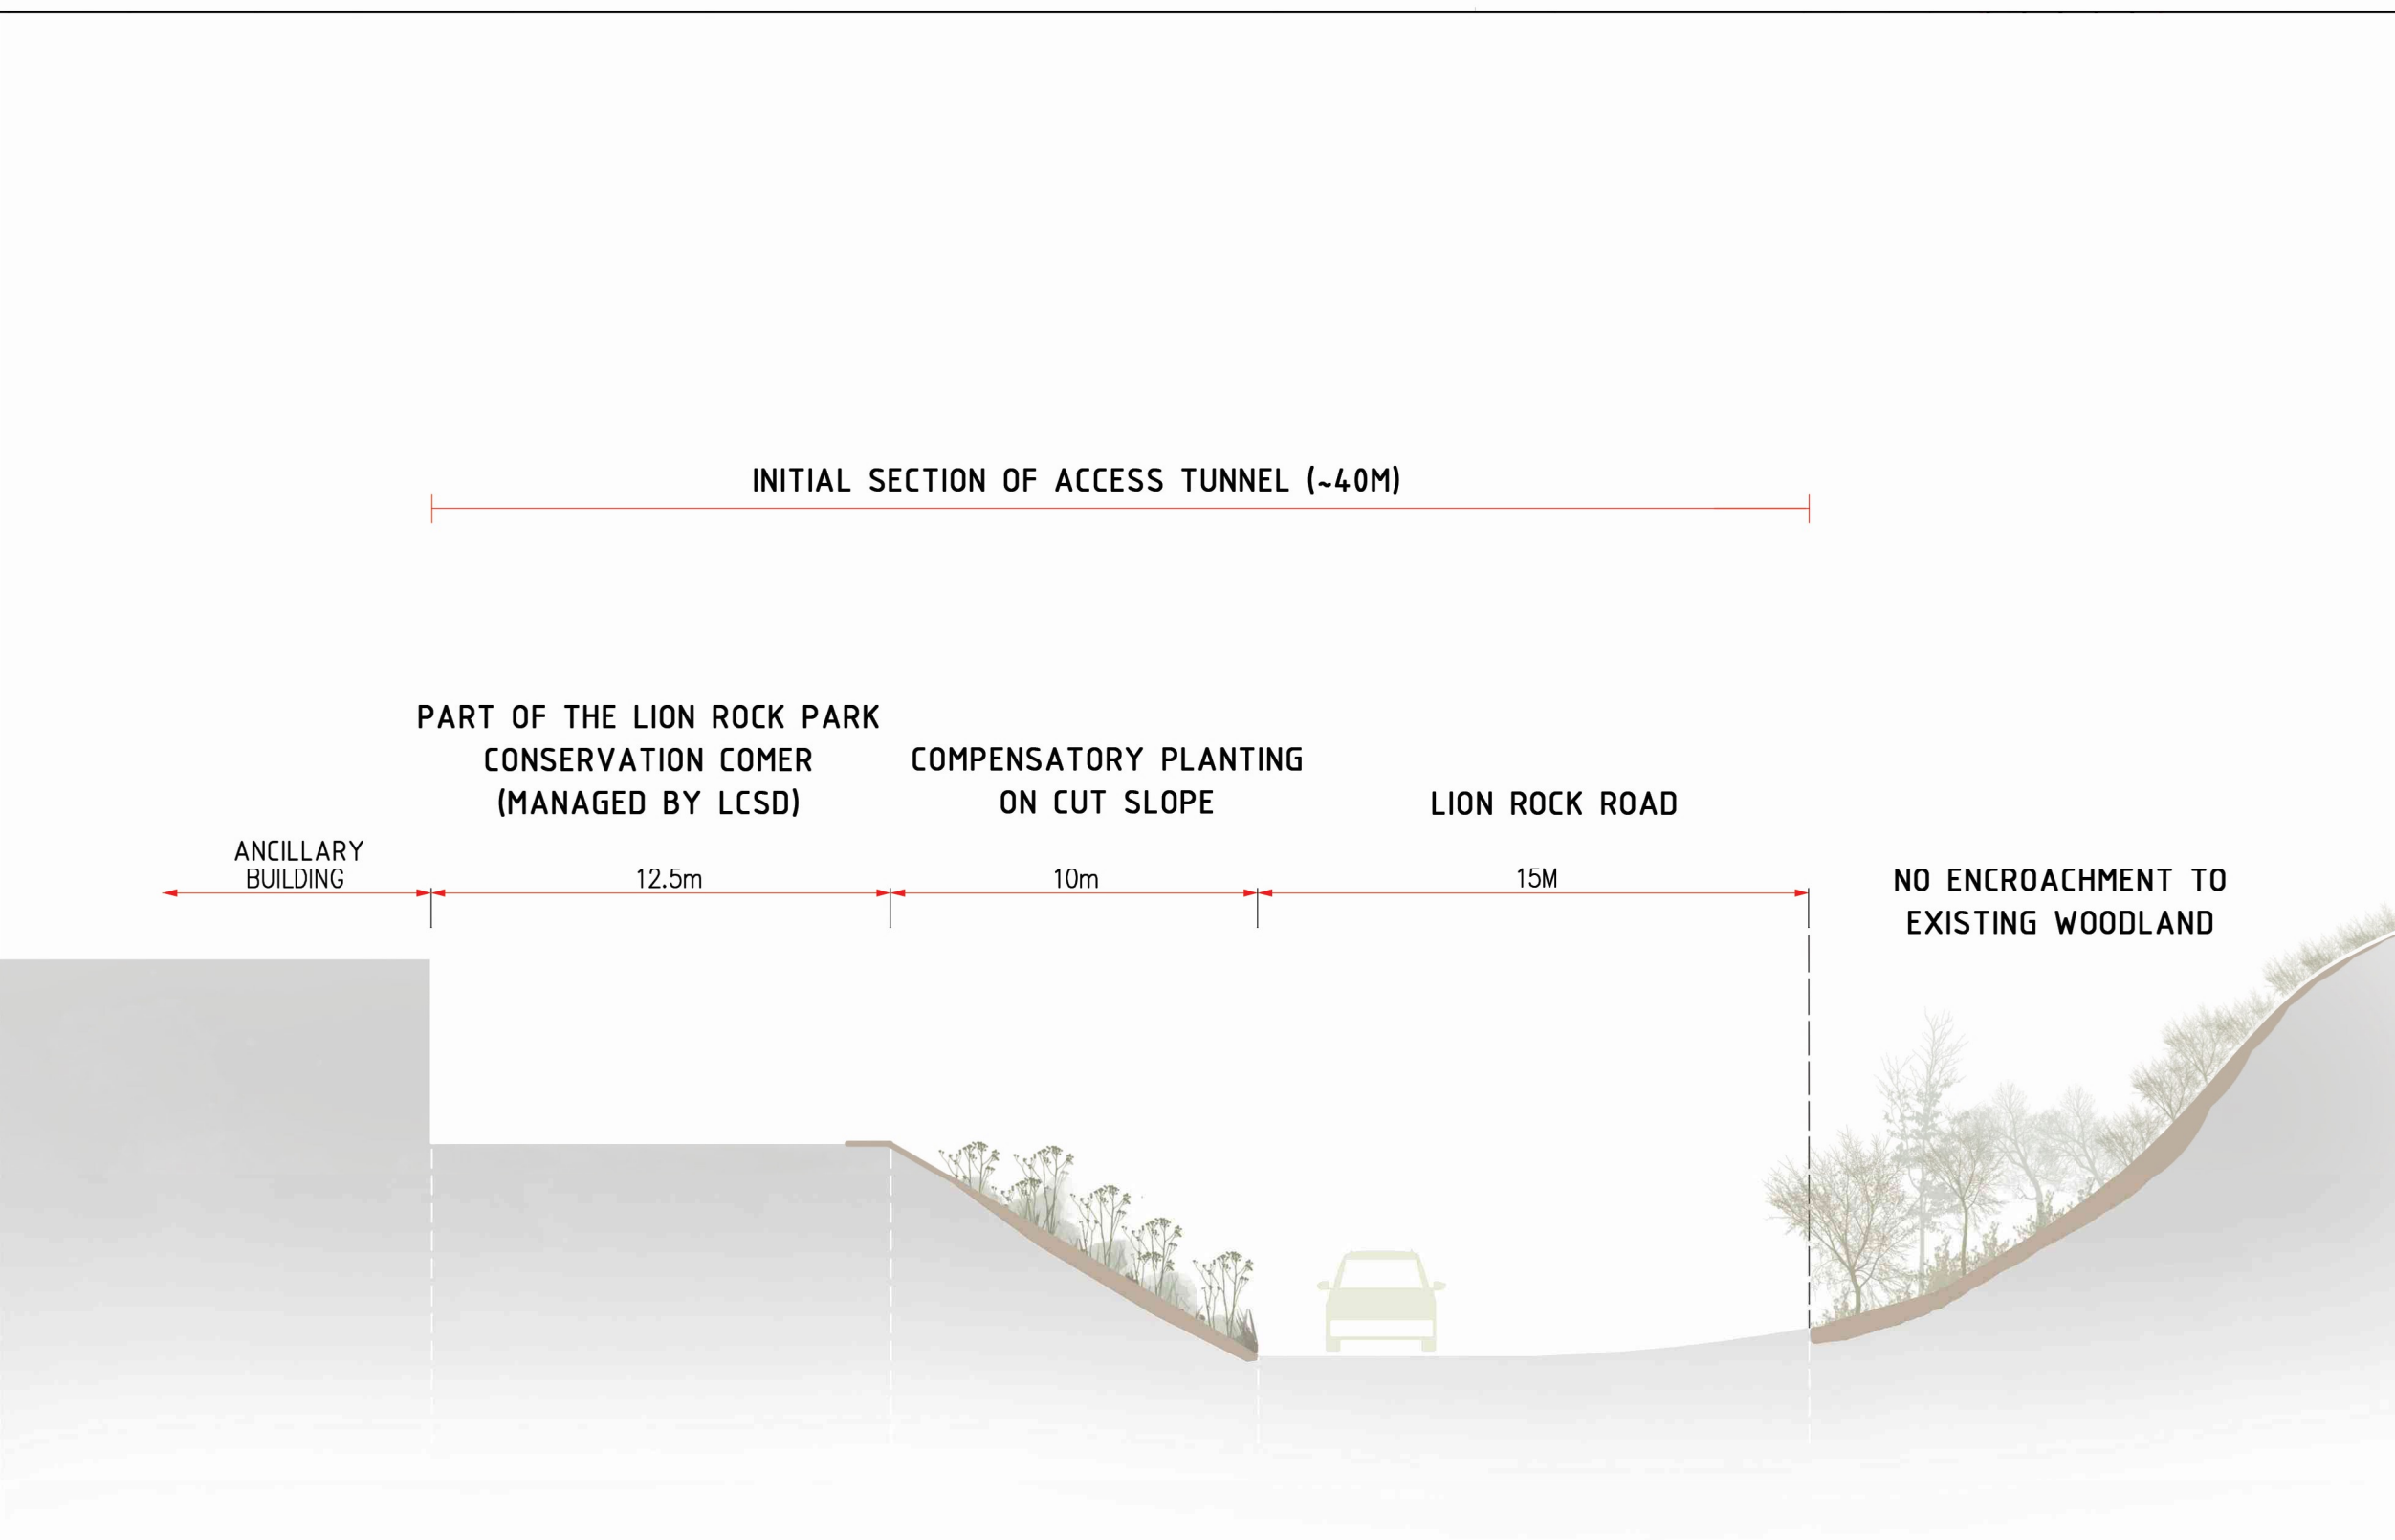 INITIAL SECTION OF ACCESS TUNNEL (~40M)
PART OF THE LION ROCK PARK
CONSERVATION COMER
(MANAGED BY LCSD)
COMPENSATORY PLANTING
ON CUT SLOPE
LION ROCK ROAD
ANCILLARY
BUILDING
12.5m
10m
15M
NO ENCROACHMENT TO
EXISTING WOODLAND